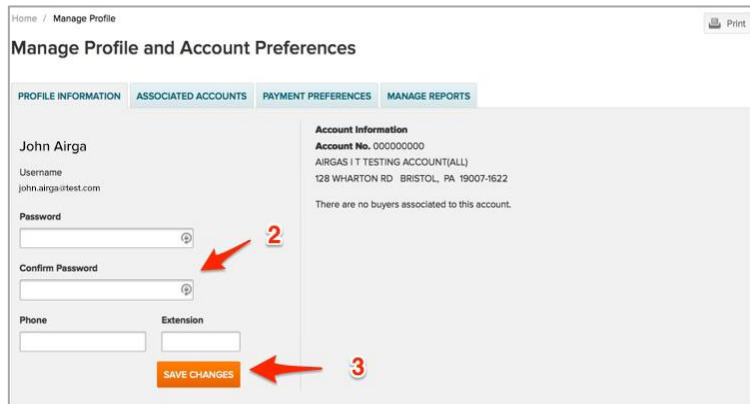 Home / Manage Profile
Print
Manage Profile and Account Preferences
PROFILE INFORMATION ASSOCIATED ACCOUNTS PAYMENT PREFERENCES MANAGE REPORTS
John Airga
Username
john.airga@test.com
Password
Confirm Password
Phone Extension
SAVE CHANGES
Account Information
Account No. 000000000
AIRGAS I T TESTING ACCOUNT(ALL)
128 WHARTON RD BRISTOL, PA 19007-1622
There are no buyers associated to this account.
2
3